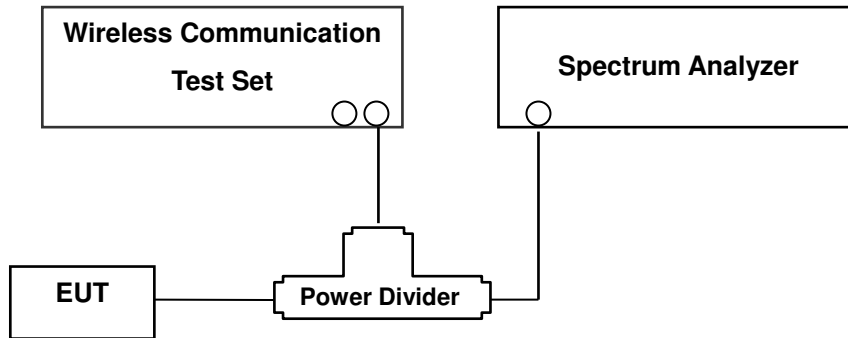 Wireless Communication
Test Set
Spectrum Analyzer
EUT
Power Divider